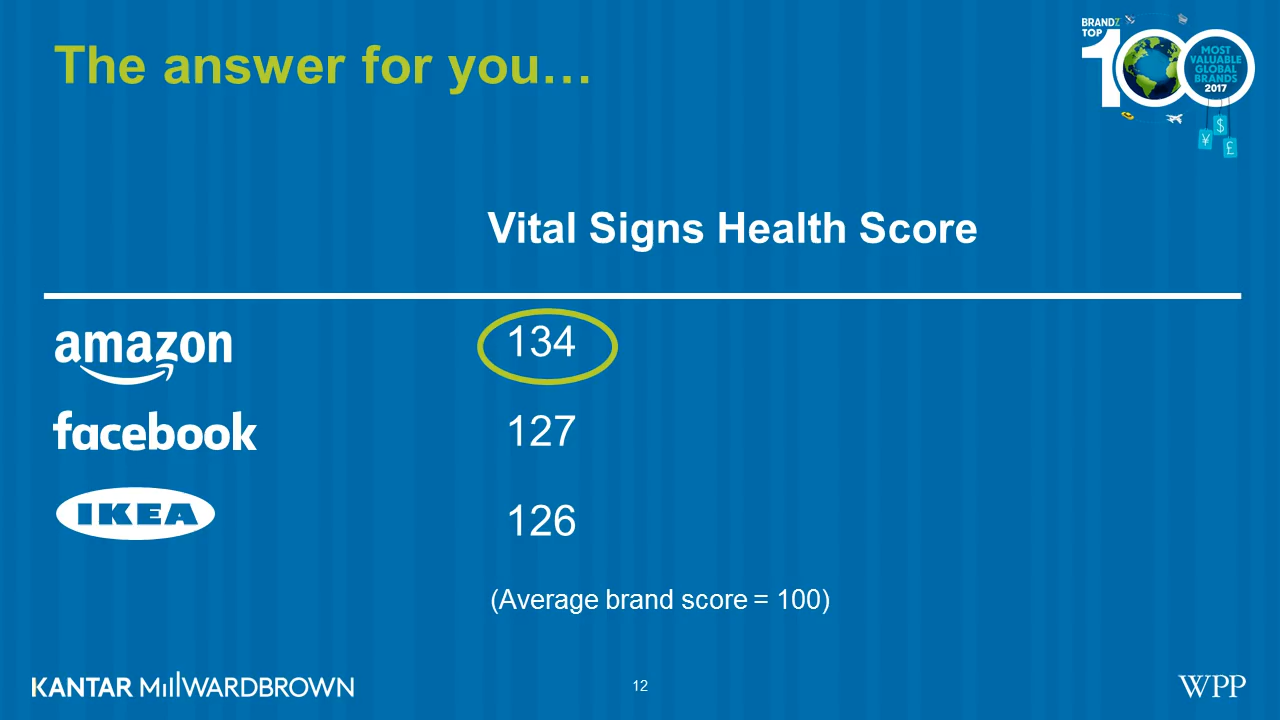 The answer for you…
BRANDZ
TOP
100
MOST
VALUABLE
GLOBAL
BRANDS
2017
¥
$
£
Vital Signs Health Score
amazon
134
facebook
127
IKEA
126
(Average brand score = 100)
KANTAR MillWARDBROWN
12
WPP